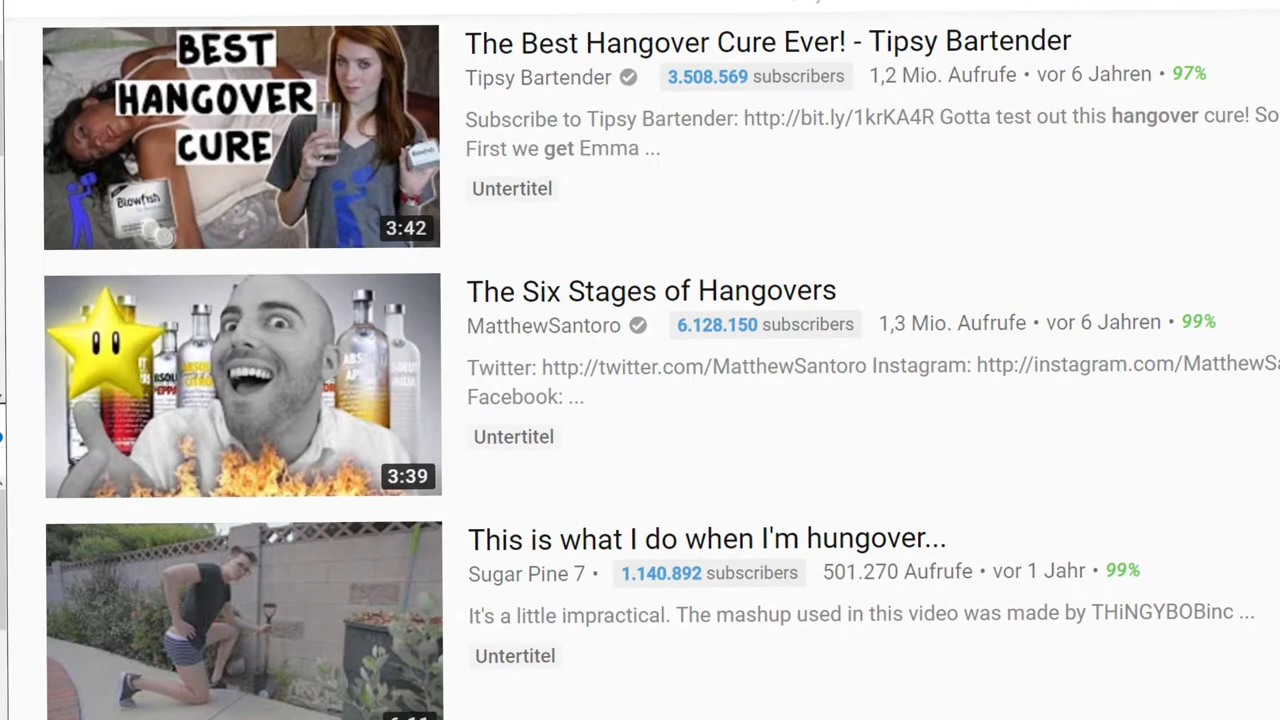 BEST
HANGOVER
CURE
Blowfish
Blowfish
3:42
The Best Hangover Cure Ever! - Tipsy Bartender
Tipsy Bartender 3.508.569 subscribers 1,2 Mio. Aufrufe • vor 6 Jahren • 97%
Subscribe to Tipsy Bartender: http://bit.ly/1krKA4R Gotta test out this hangover cure! So
First we get Emma ...
Untertitel
ABSOL
ABS
3:39
The Six Stages of Hangovers
MatthewSantoro 6.128.150 subscribers 1,3 Mio. Aufrufe • vor 6 Jahren • 99%
Twitter: http://twitter.com/MatthewSantoro Instagram: http://instagram.com/MatthewSa
Facebook: ...
Untertitel
This is what I do when I'm hungover...
Sugar Pine 7 • 1.140.892 subscribers 501.270 Aufrufe • vor 1 Jahr • 99%
It's a little impractical. The mashup used in this video was made by THiNGYBOBinc ...
Untertitel